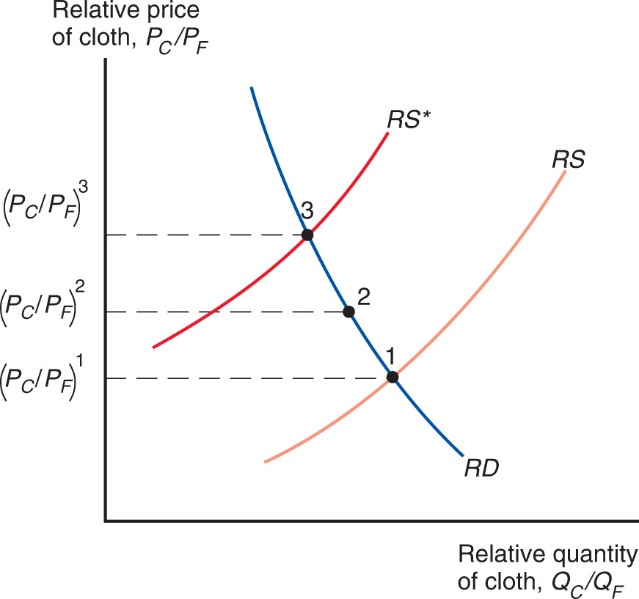 Relative price
of cloth, P_C/P_F
RS*
RS
(P_C/P_F)^3
3
(P_C/P_F)^2
2
(P_C/P_F)^1
1
RD
Relative quantity
of cloth, Q_C/Q_F